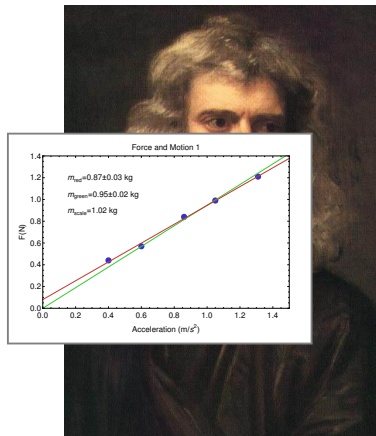 Force and Motion 1
m_red=0.87±0.03 kg
m_green=0.95±0.02 kg
m_scale=1.02 kg
F(N)
1.4
1.2
1.0
0.8
0.6
0.4
0.2
0.0
0.0 0.2 0.4 0.6 0.8 1.0 1.2 1.4
Acceleration (m/s²)